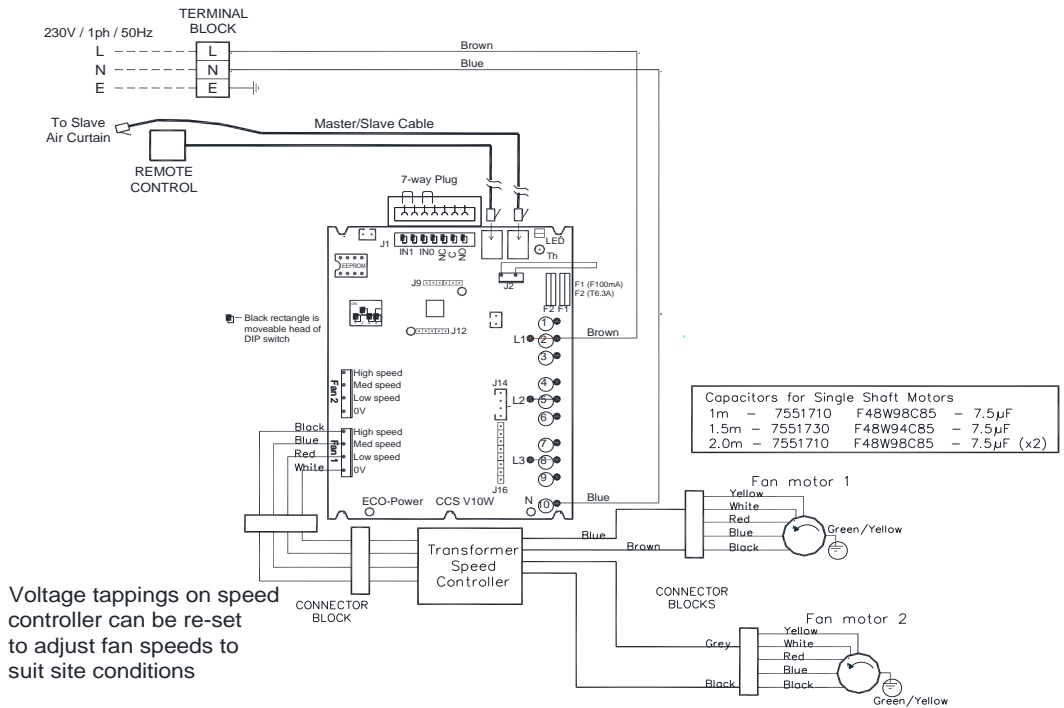 TERMINAL
BLOCK
230V / 1ph / 50Hz
L
N
E
L
N
E
Brown
Blue
To Slave
Air Curtain
Master/Slave Cable
REMOTE
CONTROL
7-way Plug
J1
IN1 IN0 NC C NO
LED
Th
EEPROM
J9
J2
F1 (F100mA)
F2 (T6.3A)
F2 F1
ON
J12
Black rectangle is
moveable head of
DIP switch
1
L1 2 Brown
3
4
L2 5
6
7
L3 8
9
N 10 Blue
J14
J16
Fan 2
High speed
Med speed
Low speed
0V
Fan 1
Black High speed
Blue Med speed
Red Low speed
White 0V
ECO-Power CCS V10W
Capacitors for Single Shaft Motors
1m – 7551710 F48W98C85 – 7.5µF
1.5m – 7551730 F48W94C85 – 7.5µF
2.0m – 7551710 F48W98C85 – 7.5µF (x2)
Fan motor 1
Yellow
White
Red
Blue
Black
Green/Yellow
Blue
Brown
Transformer
Speed
Controller
CONNECTOR
BLOCK
CONNECTOR
BLOCKS
Voltage tappings on speed
controller can be re-set
to adjust fan speeds to
suit site conditions
Fan motor 2
Yellow
White
Red
Blue
Black
Grey
Black
Green/Yellow